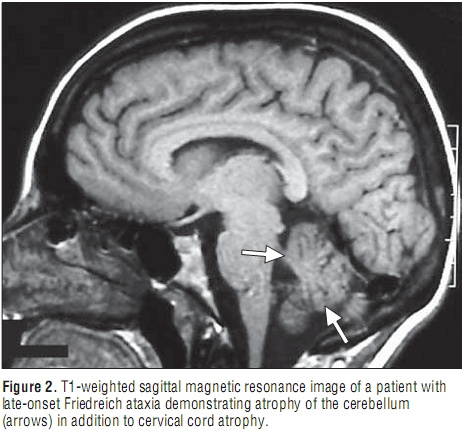 Figure 2. T1-weighted sagittal magnetic resonance image of a patient with
late-onset Friedreich ataxia demonstrating atrophy of the cerebellum
(arrows) in addition to cervical cord atrophy.